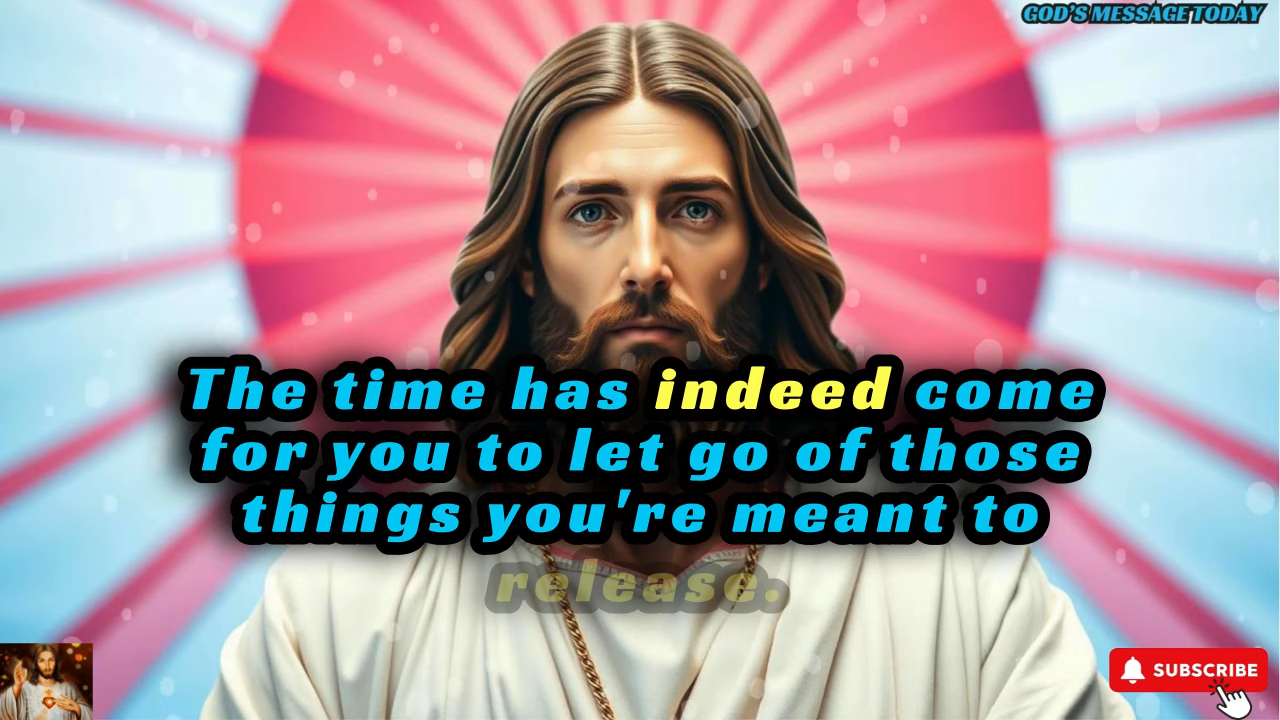 GOD'S MESSAGE TODAY
The time has indeed come
for you to let go of those
things you're meant to
release.
SUBSCRIBE